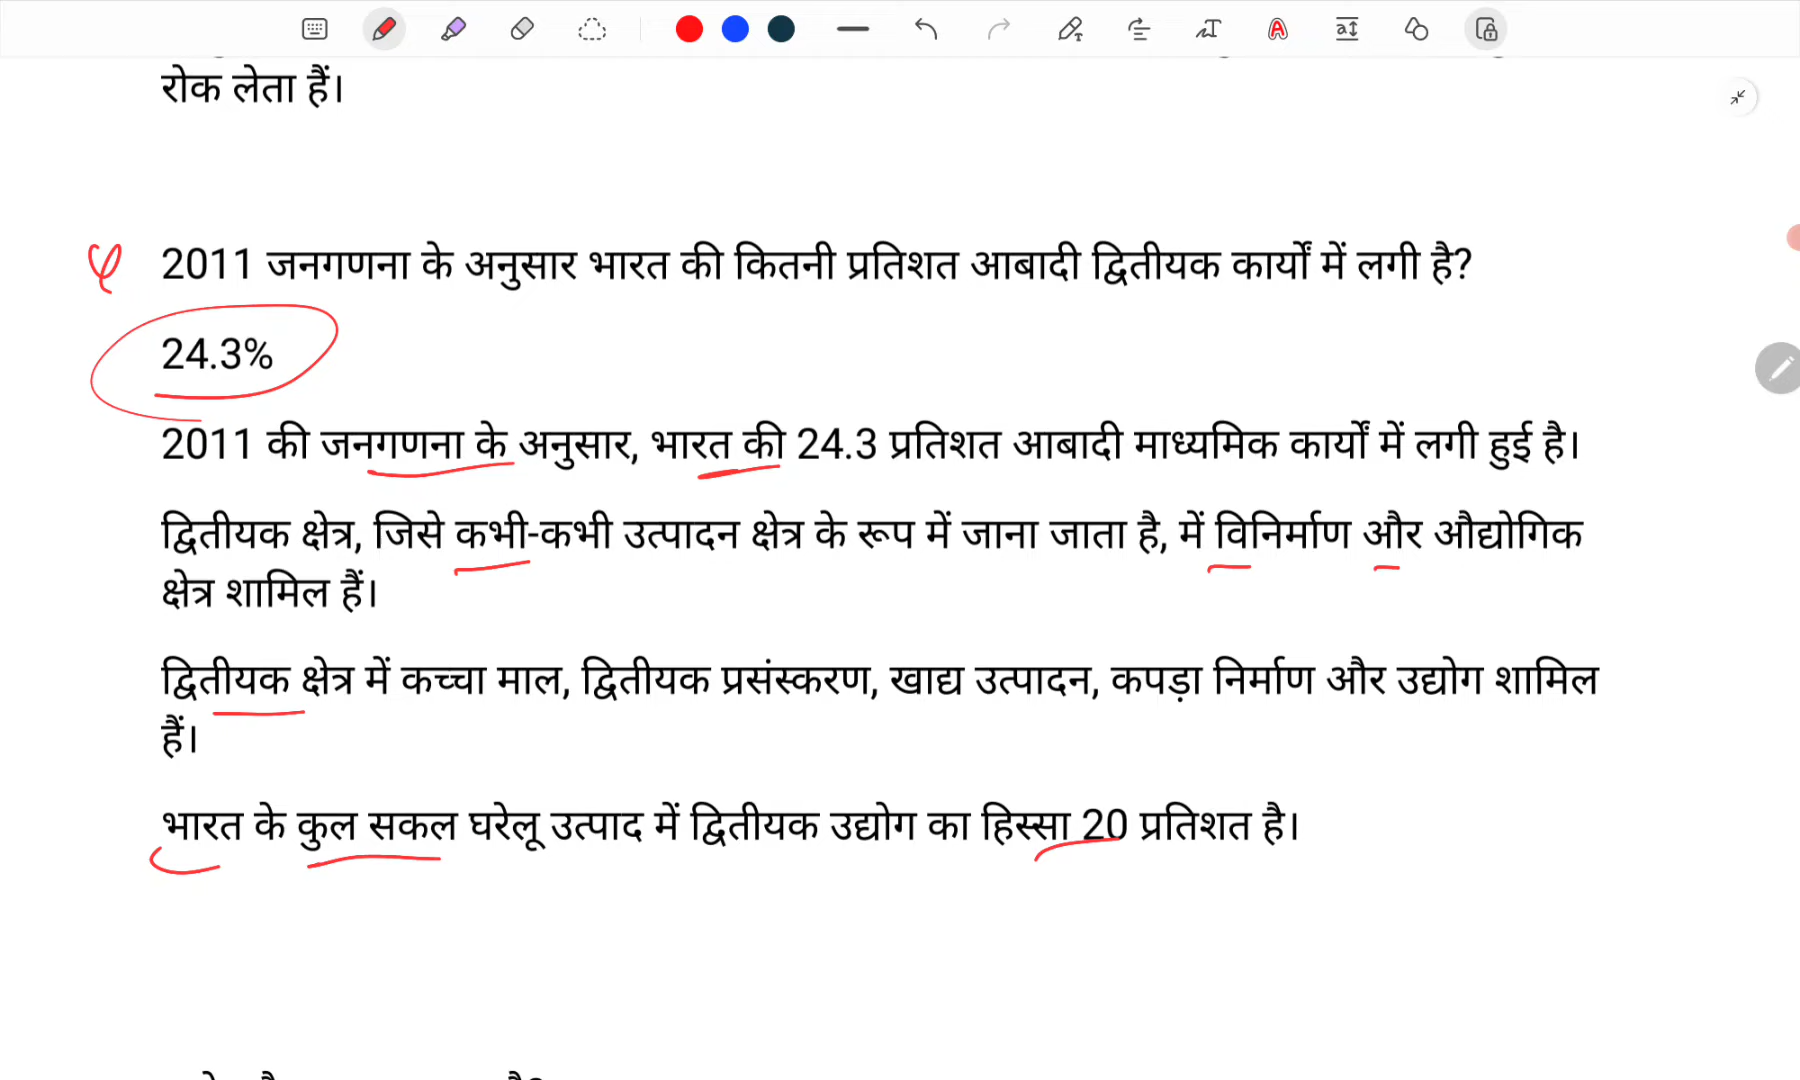 रोक लेता हैं।
2011 जनगणना के अनुसार भारत की कितनी प्रतिशत आबादी द्वितीयक कार्यों में लगी है?
24.3%
2011 की जनगणना के अनुसार, भारत की 24.3 प्रतिशत आबादी माध्यमिक कार्यों में लगी हुई है।
द्वितीयक क्षेत्र, जिसे कभी-कभी उत्पादन क्षेत्र के रूप में जाना जाता है, में विनिर्माण और औद्योगिक
क्षेत्र शामिल हैं।
द्वितीयक क्षेत्र में कच्चा माल, द्वितीयक प्रसंस्करण, खाद्य उत्पादन, कपड़ा निर्माण और उद्योग शामिल
हैं।
भारत के कुल सकल घरेलू उत्पाद में द्वितीयक उद्योग का हिस्सा 20 प्रतिशत है।